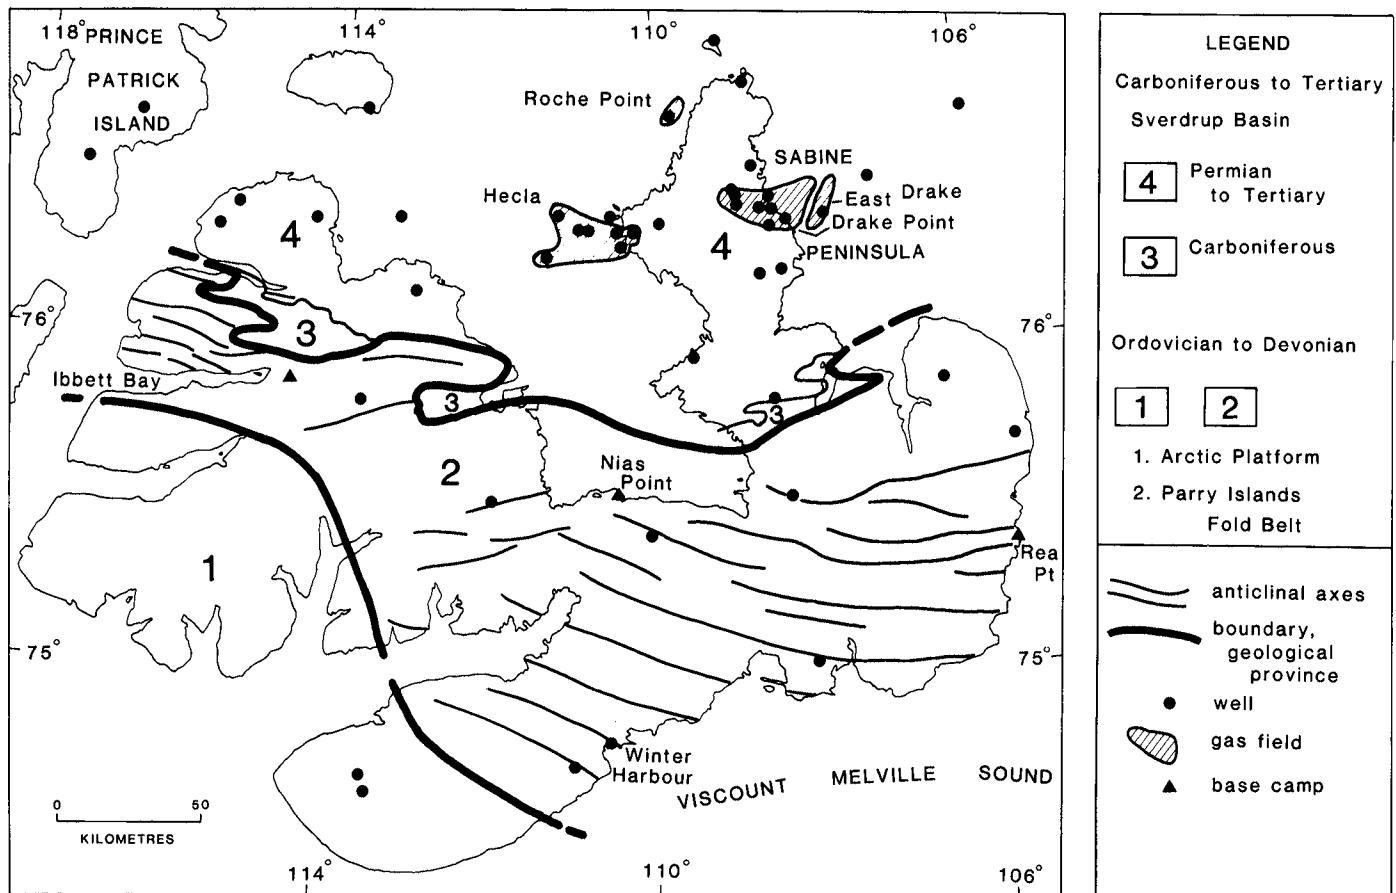 118° 114° 110° 106°
PRINCE
PATRICK
ISLAND
Roche Point
SABINE
Hecla
East Drake
Drake Point
PENINSULA
4
4
76° 76°
3
Ibbett Bay
3
3
2
Nias
Point
1
Rea
Pt
75° 75°
Winter
Harbour
VISCOUNT MELVILLE SOUND
0 50
KILOMETRES
114° 110° 106°
LEGEND
Carboniferous to Tertiary
Sverdrup Basin
4 Permian
to Tertiary
3 Carboniferous
Ordovician to Devonian
1 2
1. Arctic Platform
2. Parry Islands
Fold Belt
anticlinal axes
boundary,
geological
province
well
gas field
base camp